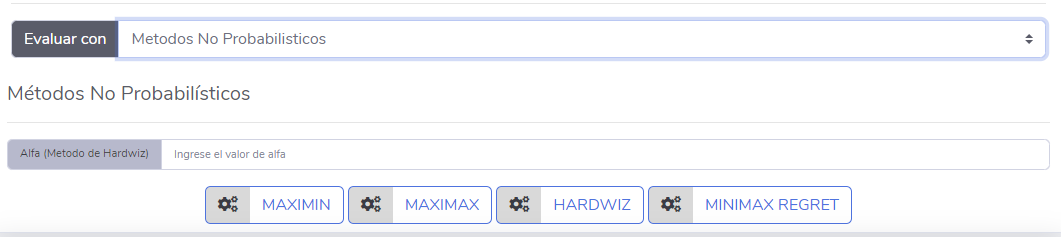 Evaluar con Metodos No Probabilisticos
Métodos No Probabilísticos
Alfa (Metodo de Hardwiz) Ingrese el valor de alfa
MAXIMIN MAXIMAX HARDWIZ MINIMAX REGRET